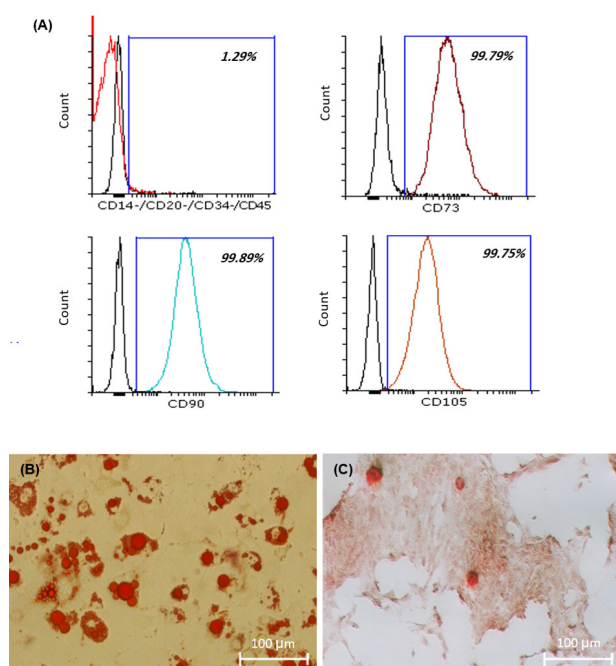 (A)
1.29%
Count
CD14-/CD20-/CD34-/CD45
99.79%
Count
CD73
99.89%
Count
CD90
99.75%
Count
CD105
(B)
100 µm
(C)
100 µm